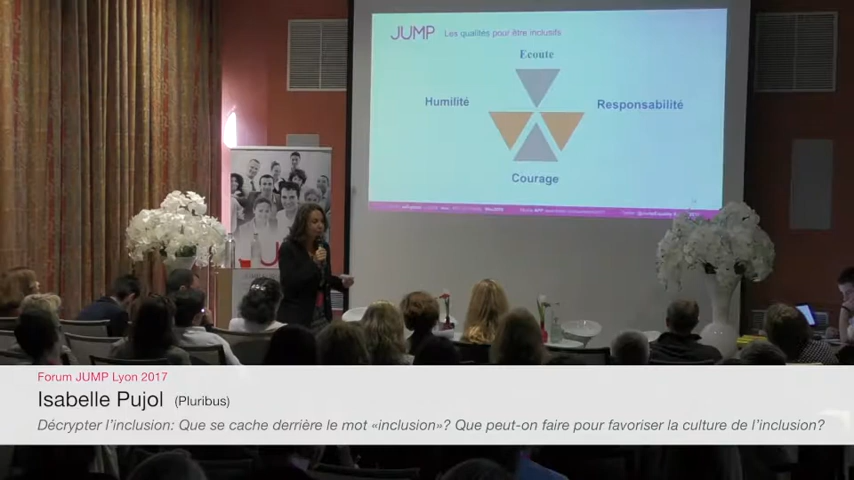 JUMP Les qualités pour être inclusifs
Ecoute
Humilité
Responsabilité
Courage
Forum JUMP Lyon 2017
Isabelle Pujol (Pluribus)
Décrypter l'inclusion: Que se cache derrière le mot «inclusion»? Que peut-on faire pour favoriser la culture de l'inclusion?